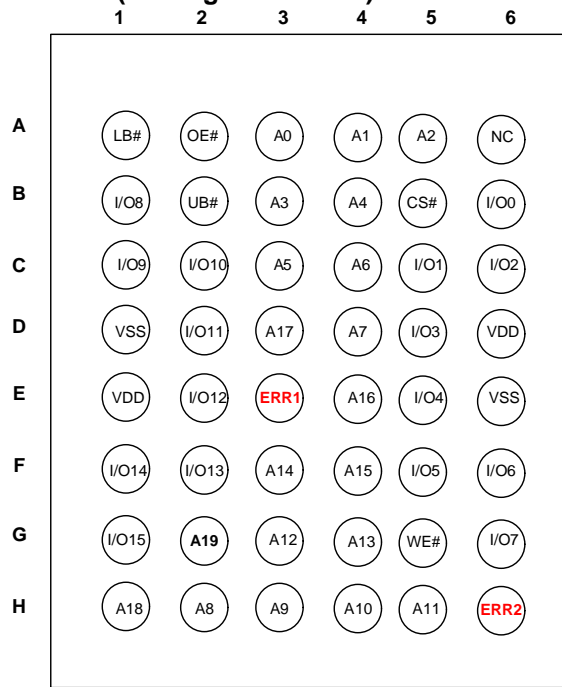 1 2 3 4 5 6
A LB# OE# A0 A1 A2 NC
B I/O8 UB# A3 A4 CS# I/O0
C I/O9 I/O10 A5 A6 I/O1 I/O2
D VSS I/O11 A17 A7 I/O3 VDD
E VDD I/O12 ERR1 A16 I/O4 VSS
F I/O14 I/O13 A14 A15 I/O5 I/O6
G I/O15 A19 A12 A13 WE# I/O7
H A18 A8 A9 A10 A11 ERR2